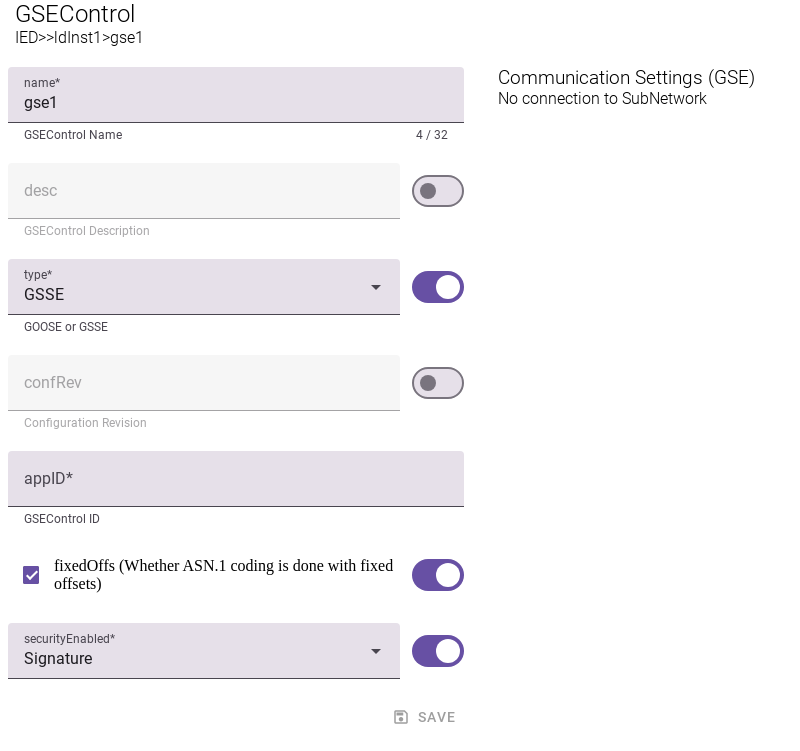 GSEControl
IED>>ldInst1>gse1
name*
gse1
GSEControl Name
4 / 32
desc
GSEControl Description
type*
GSSE
GOOSE or GSSE
confRev
Configuration Revision
appID*
GSEControl ID
fixedOffs (Whether ASN.1 coding is done with fixed
offsets)
securityEnabled*
Signature
SAVE
Communication Settings (GSE)
No connection to SubNetwork